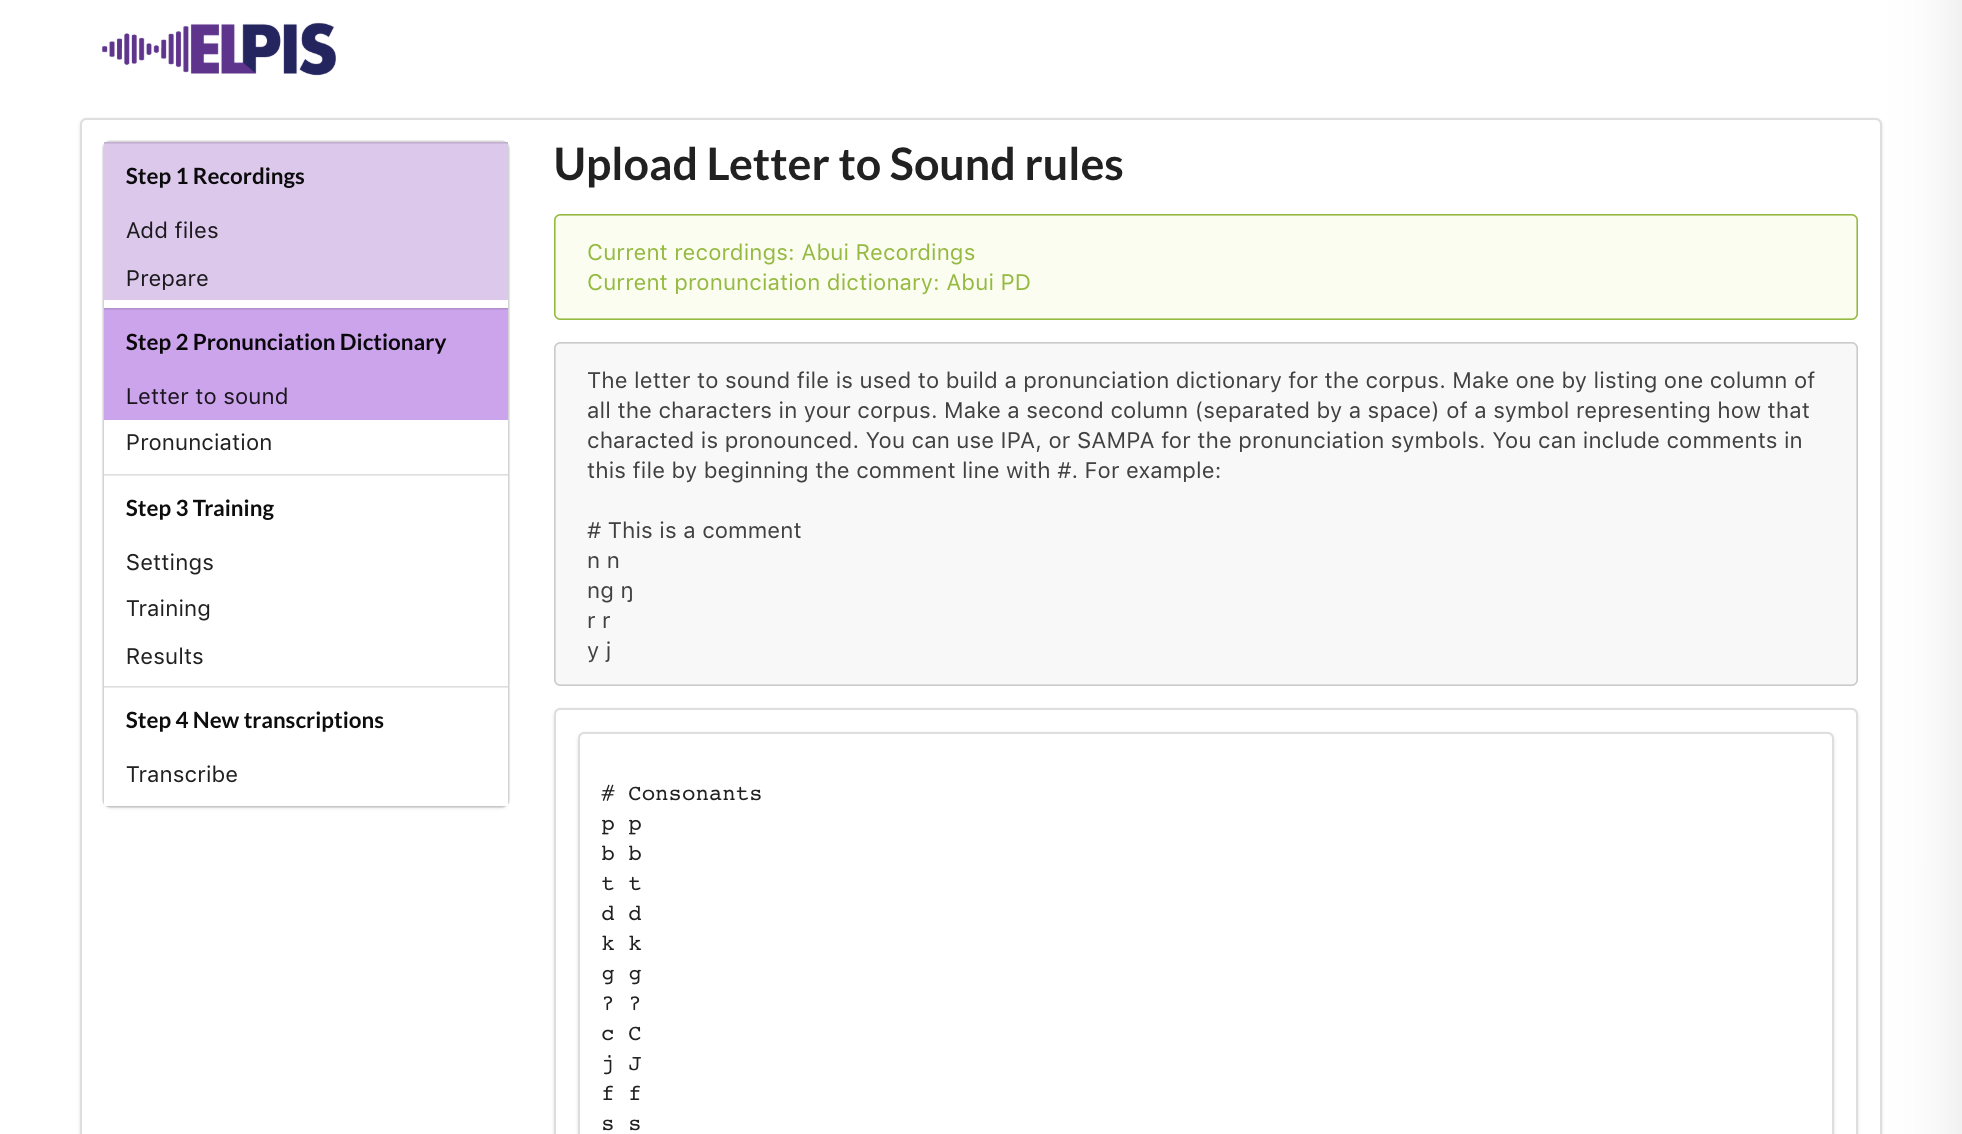 ELPIS
Step 1 Recordings
Add files
Prepare
Step 2 Pronunciation Dictionary
Letter to sound
Pronunciation
Step 3 Training
Settings
Training
Results
Step 4 New transcriptions
Transcribe
Upload Letter to Sound rules
Current recordings: Abui Recordings
Current pronunciation dictionary: Abui PD
The letter to sound file is used to build a pronunciation dictionary for the corpus. Make one by listing one column of
all the characters in your corpus. Make a second column (separated by a space) of a symbol representing how that
characted is pronounced. You can use IPA, or SAMPA for the pronunciation symbols. You can include comments in
this file by beginning the comment line with #. For example:
# This is a comment
n n
ng ŋ
r r
y j
# Consonants
p p
b b
t t
d d
k k
g g
? ?
c C
j J
f f
s s